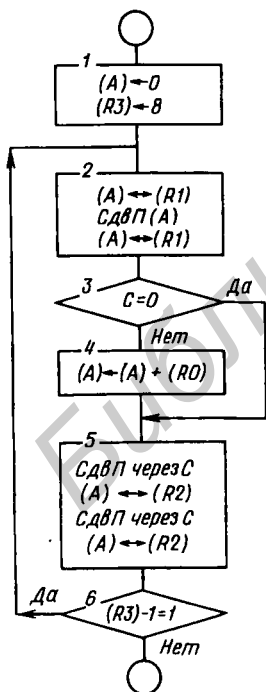 1
(A)←0
(R3)←8
2
(A)↔(R1)
СдвП(A)
(A)↔(R1)
3
C=0
Да
Нет
4
(A)←(A)+(R0)
5
СдвП через С
(A)↔(R2)
СдвП через С
(A)↔(R2)
6
Да
(R3)-1=1
Нет
Библи